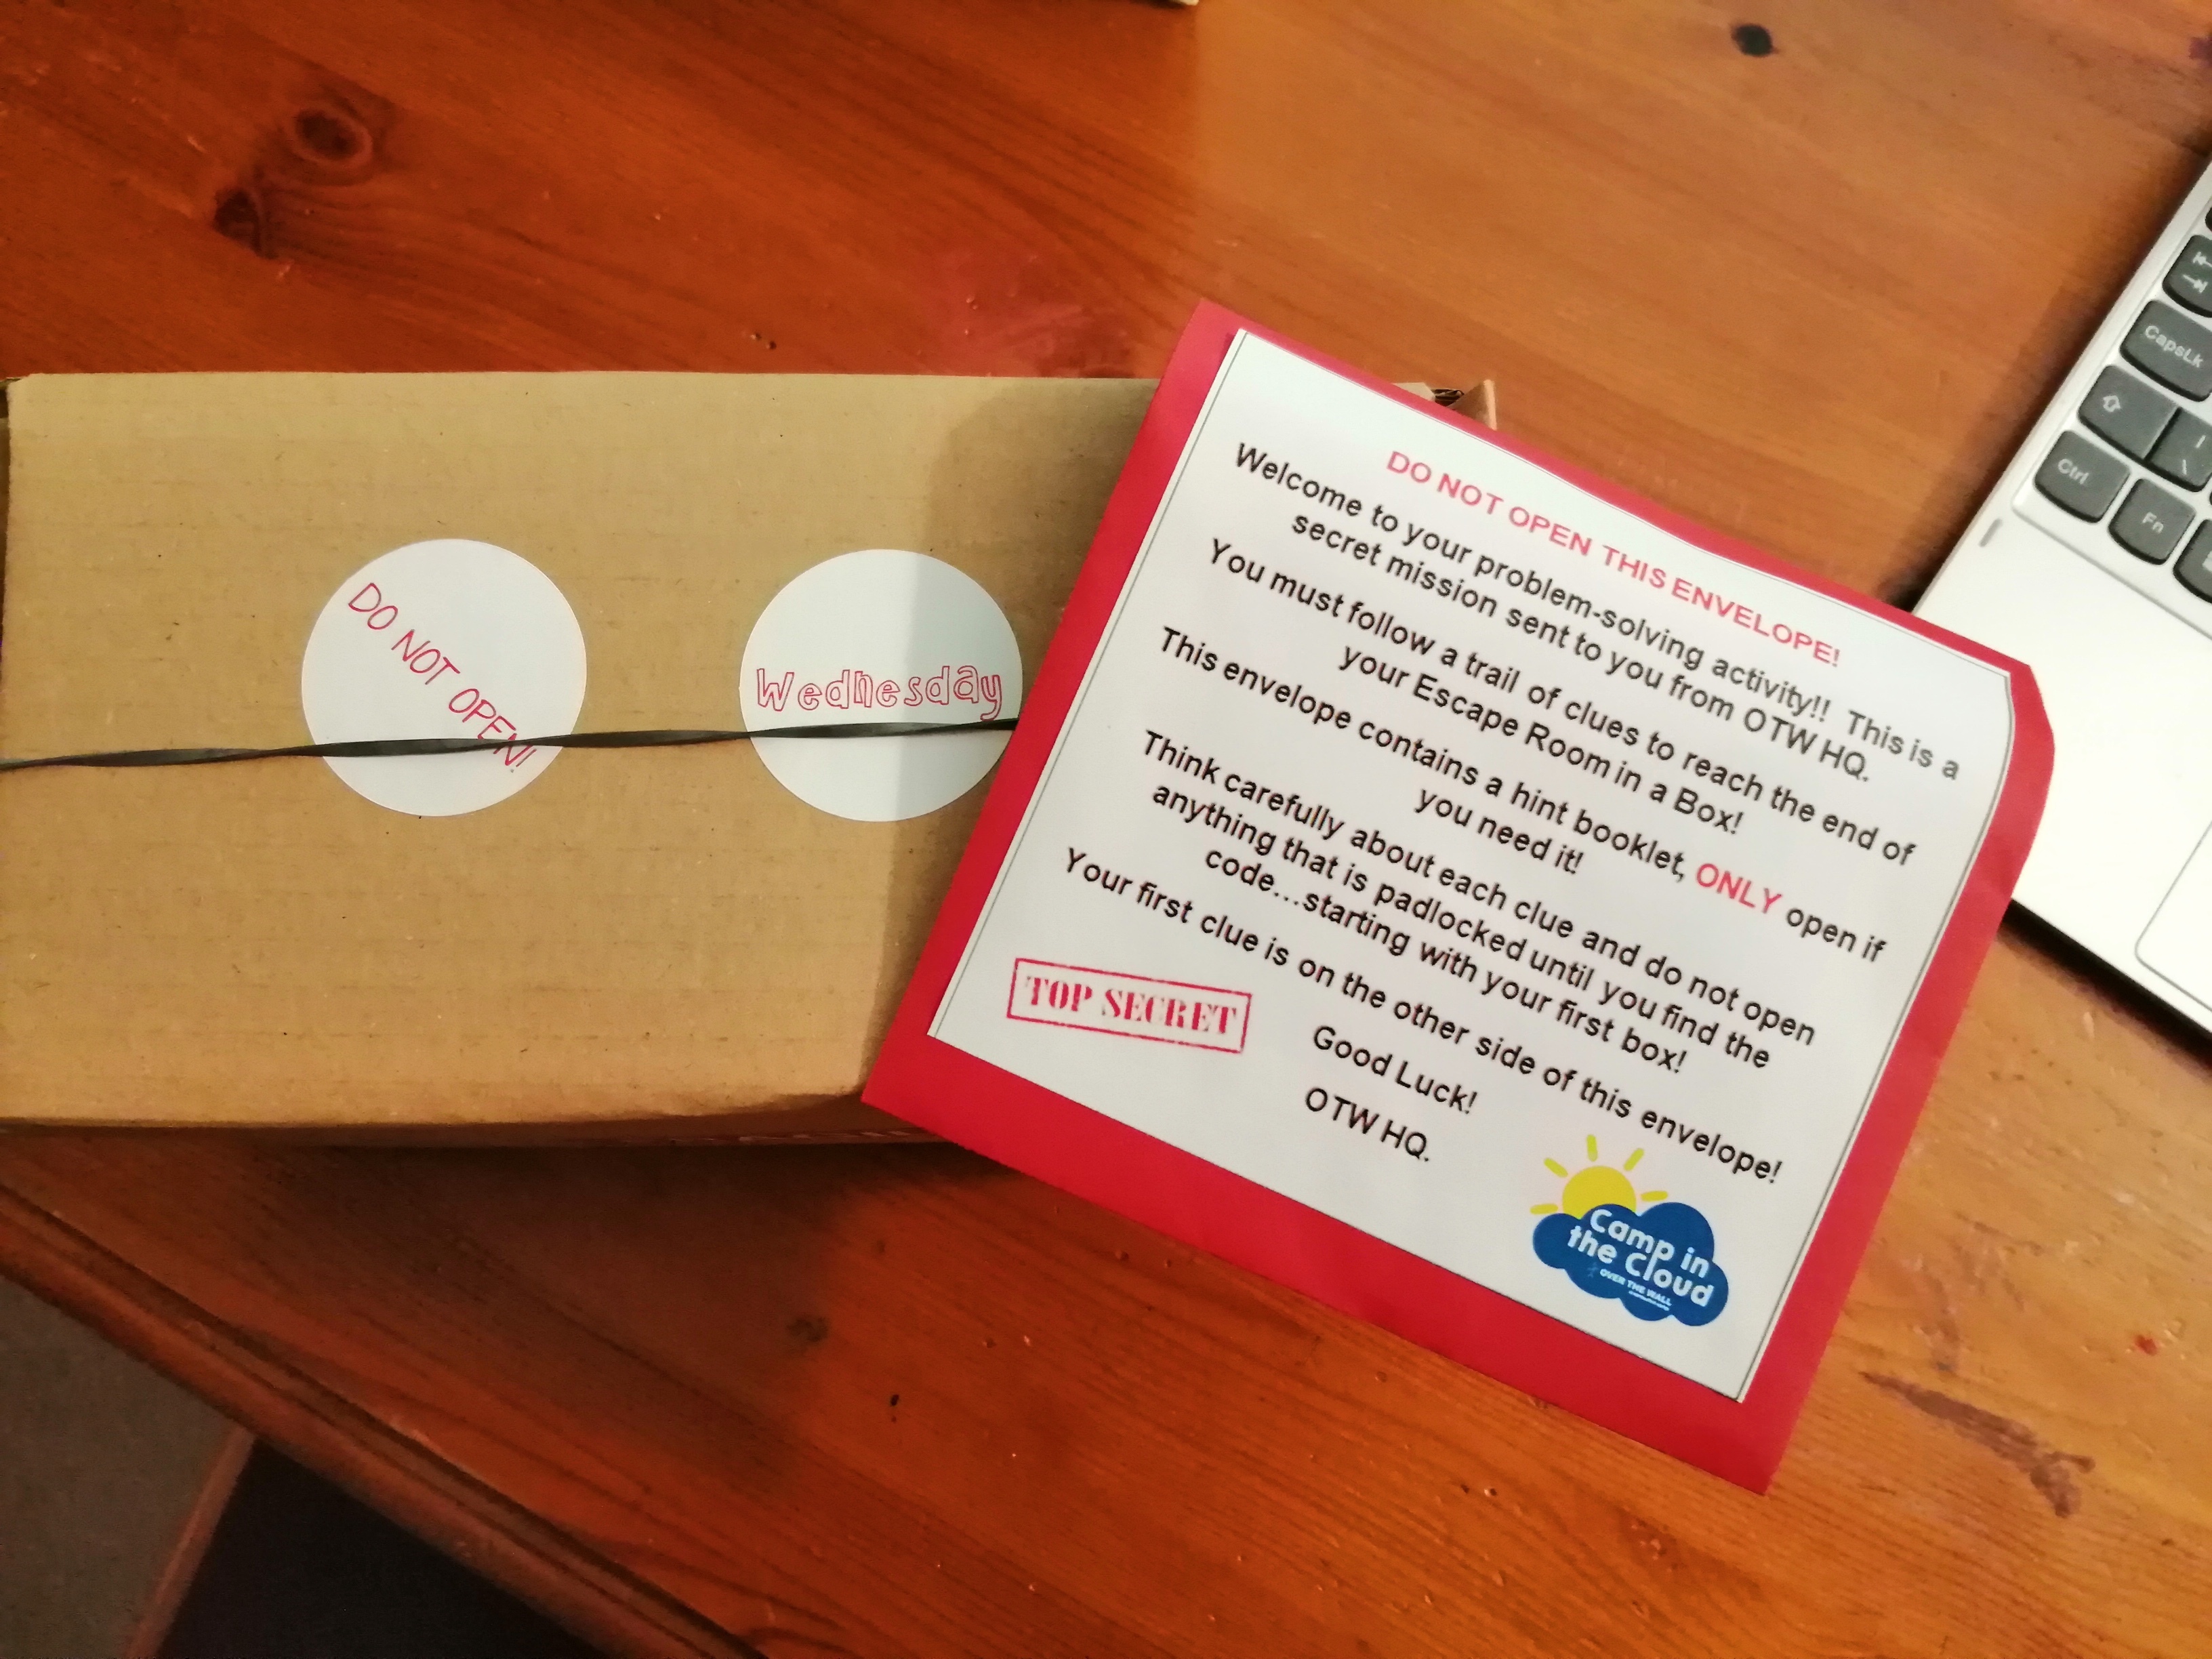 DO NOT OPEN!
Wednesday
DO NOT OPEN THIS ENVELOPE!
Welcome to your problem-solving activity!! This is a
secret mission sent to you from OTW HQ.
You must follow a trail of clues to reach the end of
your Escape Room in a Box!
This envelope contains a hint booklet, ONLY open if
you need it!
Think carefully about each clue and do not open
anything that is padlocked until you find the
code...starting with your first box!
Your first clue is on the other side of this envelope!
TOP SECRET
Good Luck!
OTW HQ.
Camp in
the Cloud
OVER THE WALL
CapsLk
Ctrl
Fn